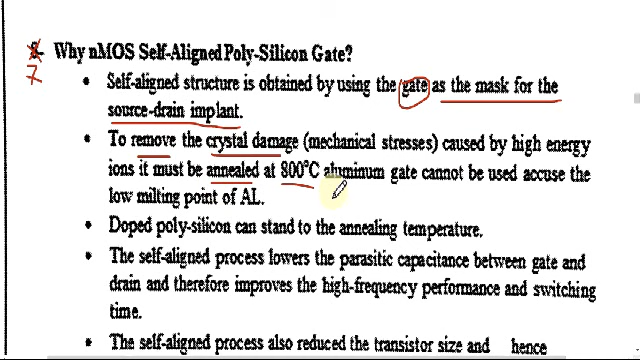 7
Why nMOS Self-Aligned Poly-Silicon Gate?
• Self-aligned structure is obtained by using the gate as the mask for the
source-drain implant.
• To remove the crystal damage (mechanical stresses) caused by high energy
ions it must be annealed at 800°C aluminum gate cannot be used accuse the
low milting point of AL.
• Doped poly-silicon can stand to the annealing temperature.
• The self-aligned process lowers the parasitic capacitance between gate and
drain and therefore improves the high-frequency performance and switching
time.
• The self-aligned process also reduced the transistor size and hence